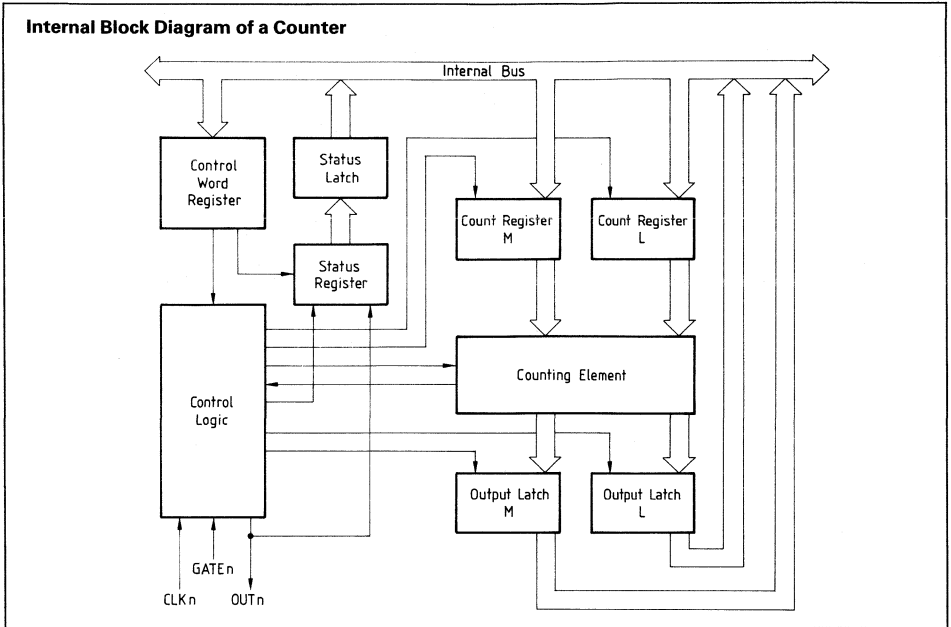 Internal Block Diagram of a Counter
Internal Bus
Control
Word
Register
Status
Latch
Count Register
M
Count Register
L
Status
Register
Control
Logic
Counting Element
Output Latch
M
Output Latch
L
GATEn
CLKn
OUTn